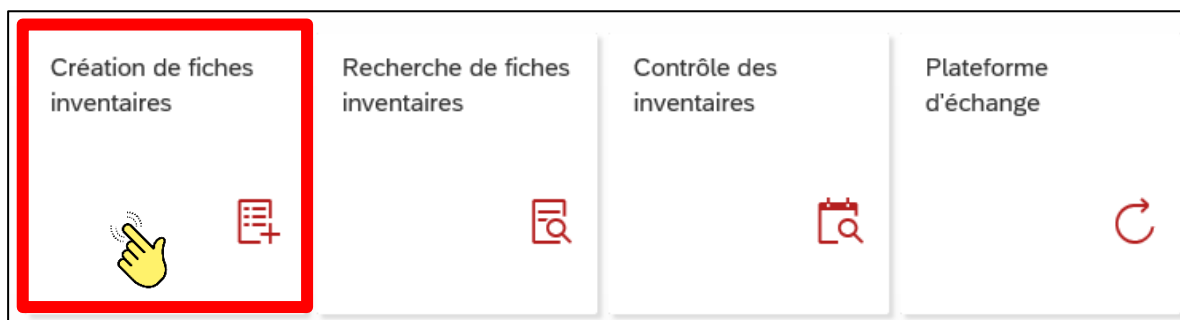 Création de fiches
inventaires
Recherche de fiches
inventaires
Contrôle des
inventaires
Plateforme
d'échange